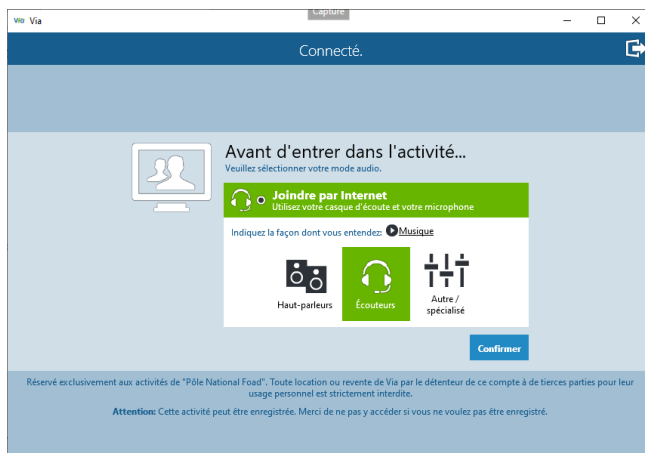 Capture
Via Via
Connecté.
Avant d'entrer dans l'activité...
Veuillez sélectionner votre mode audio.
Joindre par Internet
Utilisez votre casque d'écoute et votre microphone
Indiquez la façon dont vous entendez: Musique
Haut-parleurs
Écouteurs
Autre /
spécialisé
Confirmer
Réservé exclusivement aux activités de "Pôle National Foad". Toute location ou revente de Via par le détenteur de ce compte à de tierces parties pour leur
usage personnel est strictement interdite.
Attention: Cette activité peut être enregistrée. Merci de ne pas y accéder si vous ne voulez pas être enregistré.